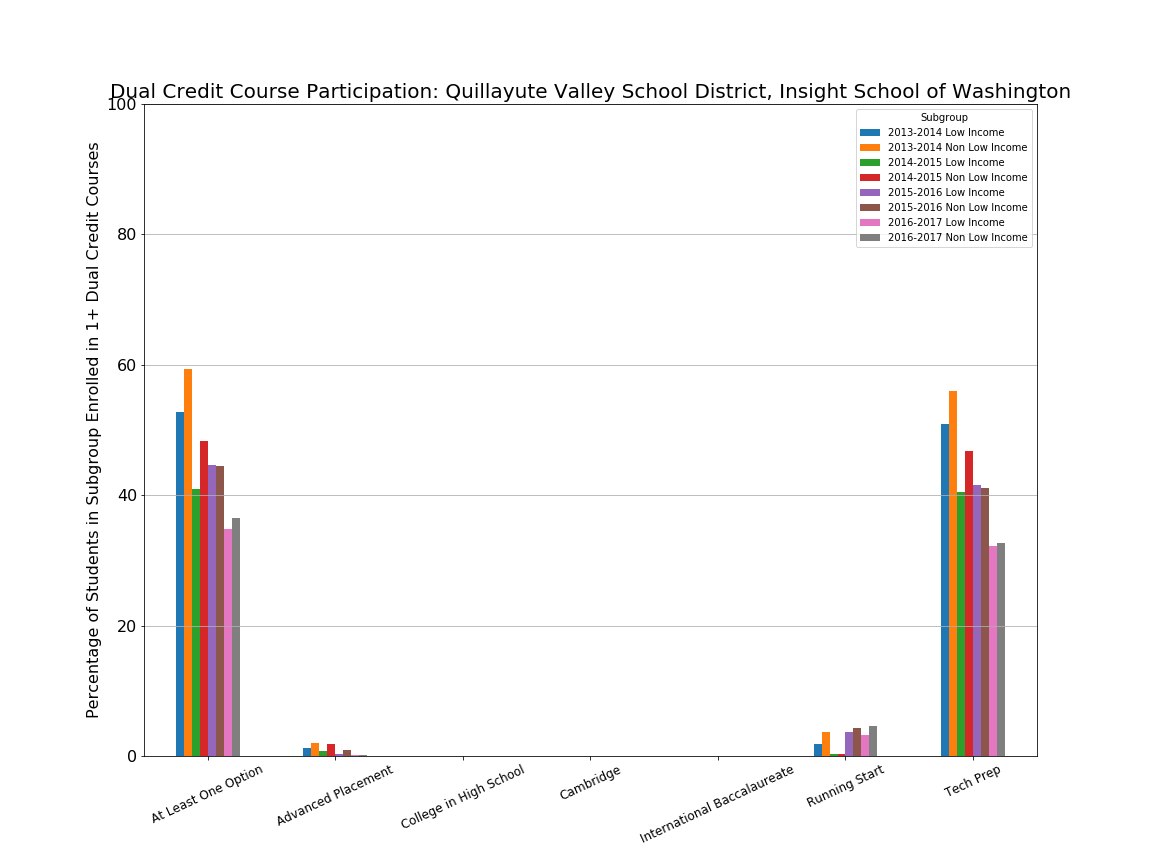 Dual Credit Course Participation: Quillayute Valley School District, Insight School of Washington
Percentage of Students in Subgroup Enrolled in 1+ Dual Credit Courses
100
80
60
40
20
0
Subgroup
2013-2014 Low Income
2013-2014 Non Low Income
2014-2015 Low Income
2014-2015 Non Low Income
2015-2016 Low Income
2015-2016 Non Low Income
2016-2017 Low Income
2016-2017 Non Low Income
At Least One Option
Advanced Placement
College in High School
Cambridge
International Baccalaureate
Running Start
Tech Prep